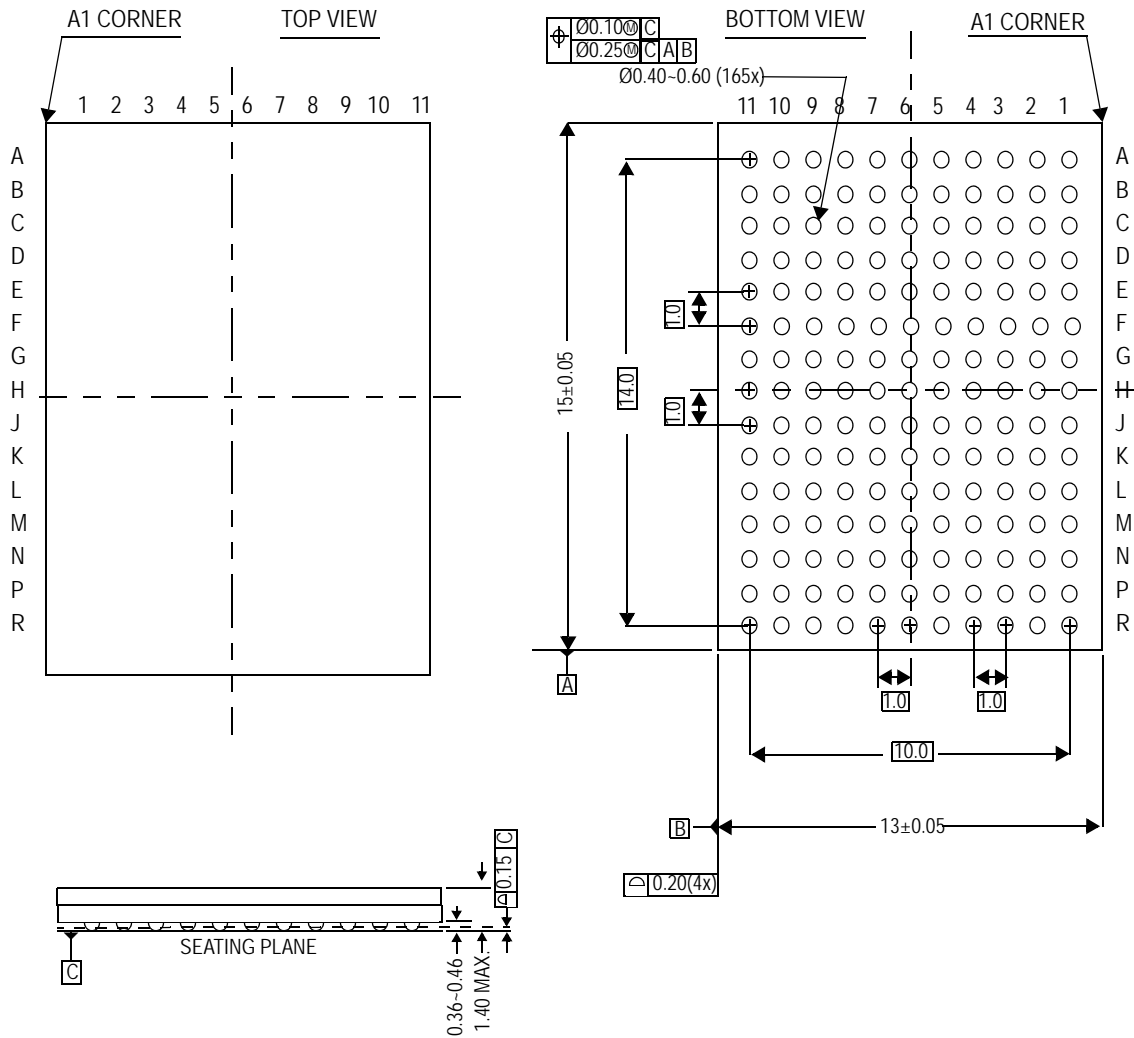 A1 CORNER
TOP VIEW
1 2 3 4 5 6 7 8 9 10 11
A
B
C
D
E
F
G
H
J
K
L
M
N
P
R
Ø0.10Ⓜ C
Ø0.25Ⓜ C A B
Ø0.40~0.60 (165x)
BOTTOM VIEW
A1 CORNER
11 10 9 8 7 6 5 4 3 2 1
A
B
C
D
E
F
G
H
J
K
L
M
N
P
R
15±0.05
14.0
1.0
1.0
A
1.0
1.0
10.0
B
13±0.05
0.20(4x)
0.15 C
SEATING PLANE
C
0.36~0.46
1.40 MAX.